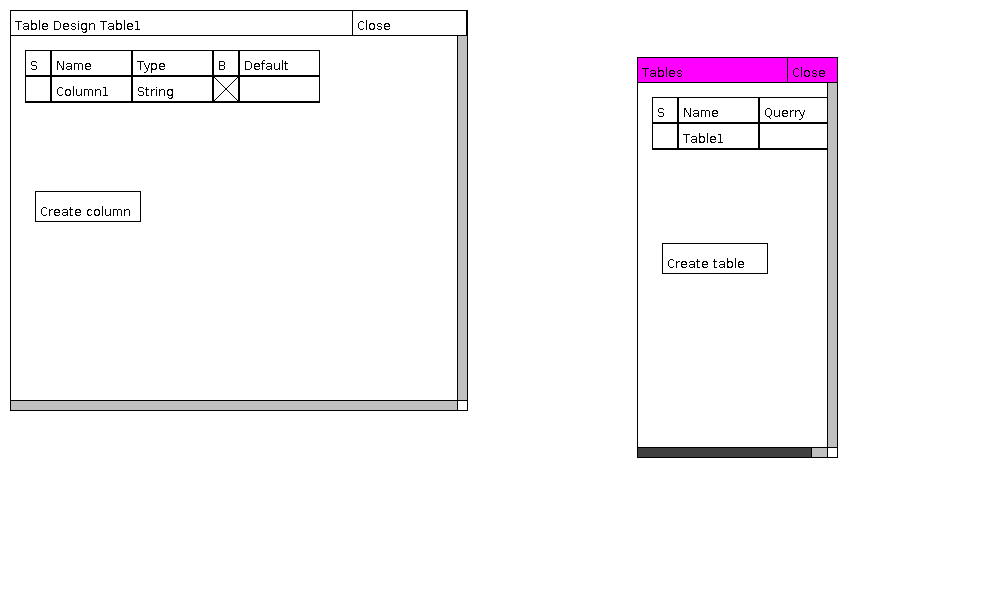 Table Design Table1 Close
S Name Type B Default
Column1 String
Create column
Tables Close
S Name Querry
Table1
Create table